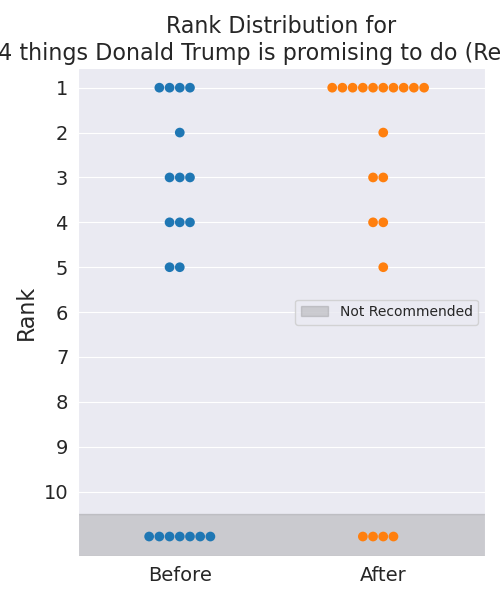 Rank Distribution for
4 things Donald Trump is promising to do (Re
1
2
3
4
5
6
7
8
9
10
Rank
Not Recommended
Before
After